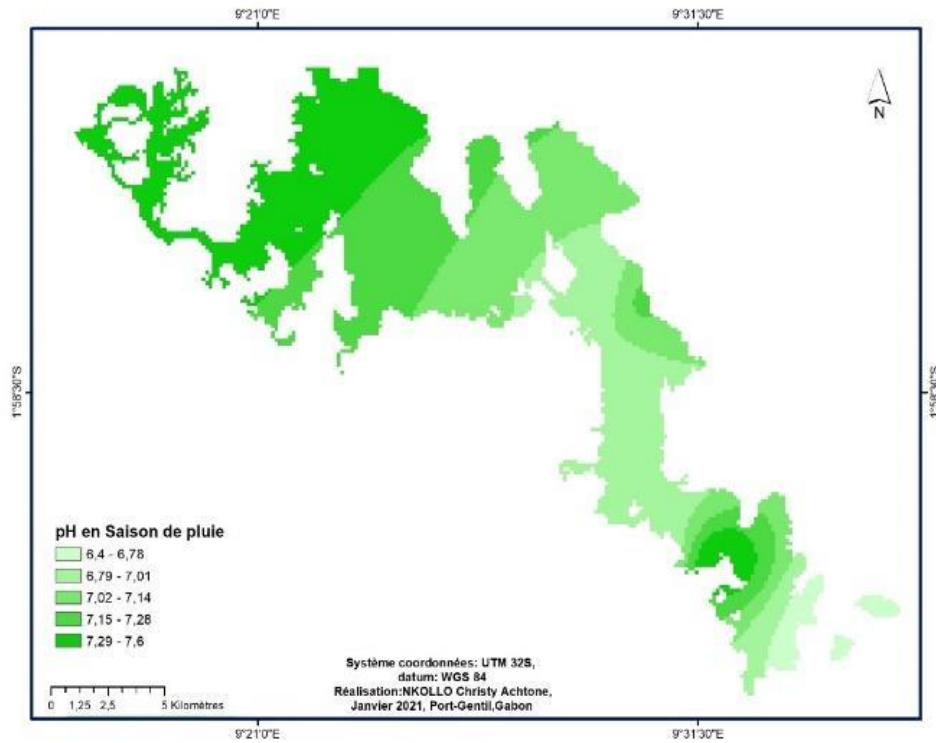 9°21'0"E
9°31'30"E
N
1°58'30"S
1°58'30"S
pH en Saison de pluie
6,4 - 6,78
6,79 - 7,01
7,02 - 7,14
7,15 - 7,28
7,29 - 7,6
Système coordonnées: UTM 32S,
datum: WGS 84
Réalisation:NKOLLO Christy Achtone,
Janvier 2021, Port-Gentil,Gabon
0 1,25 2,5 5 Kilomètres
9°21'0"E
9°31'30"E